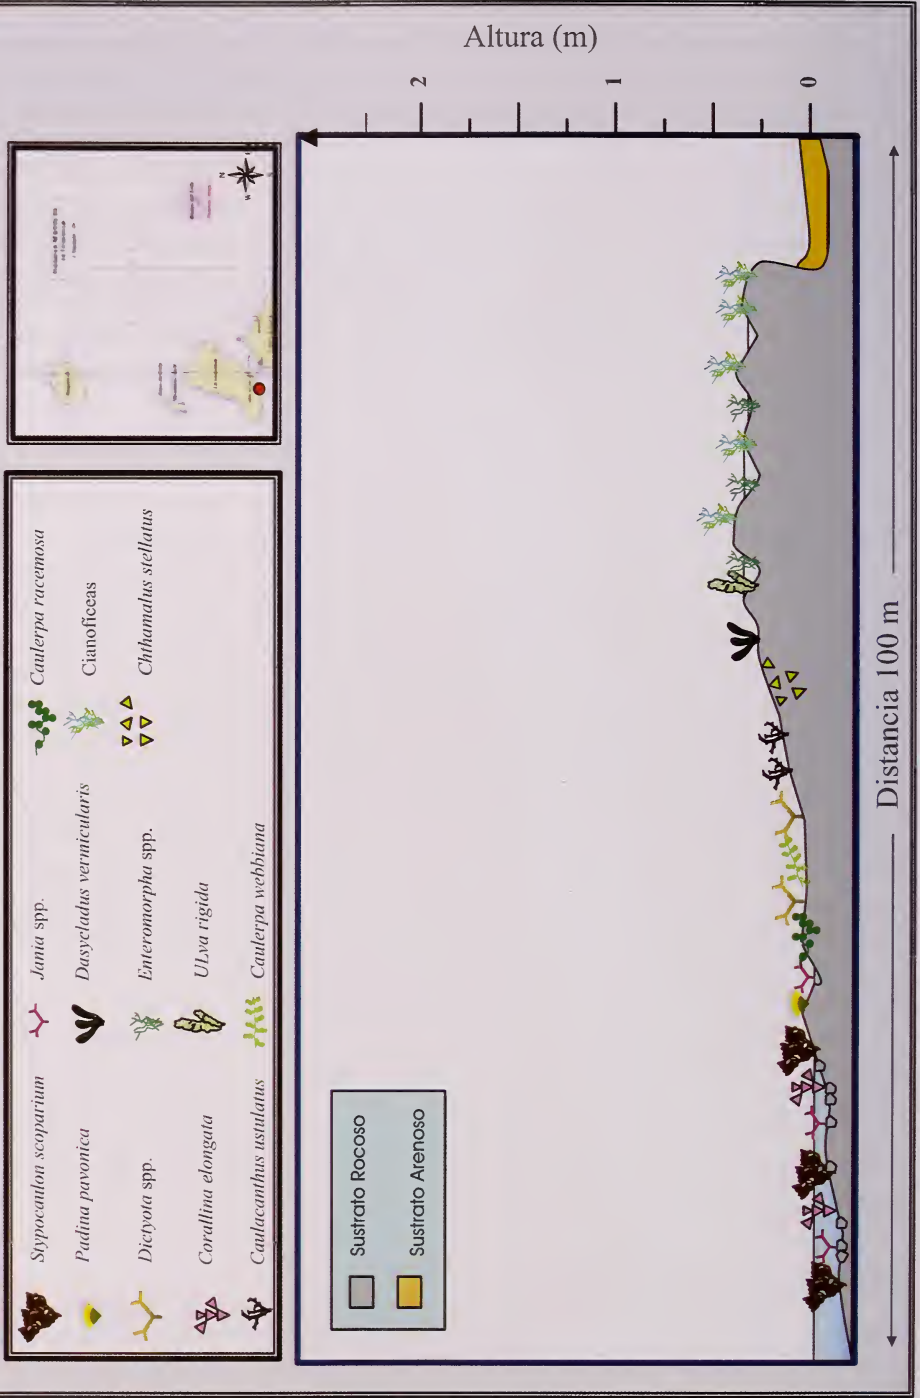 Altura (m)
2
1
0
Distancia 100 m
Sustrato Rocoso
Sustrato Arenoso
Stypocaulon scoparium
Padina pavonica
Dictyota spp.
Corallina elongata
Caulacanthus ustulatus
Jania spp.
Dasycladus vermicularis
Enteromorpha spp.
ULva rigida
Caulerpa webbiana
Caulerpa racemosa
Cianofíceas
Chthamalus stellatus
N
W